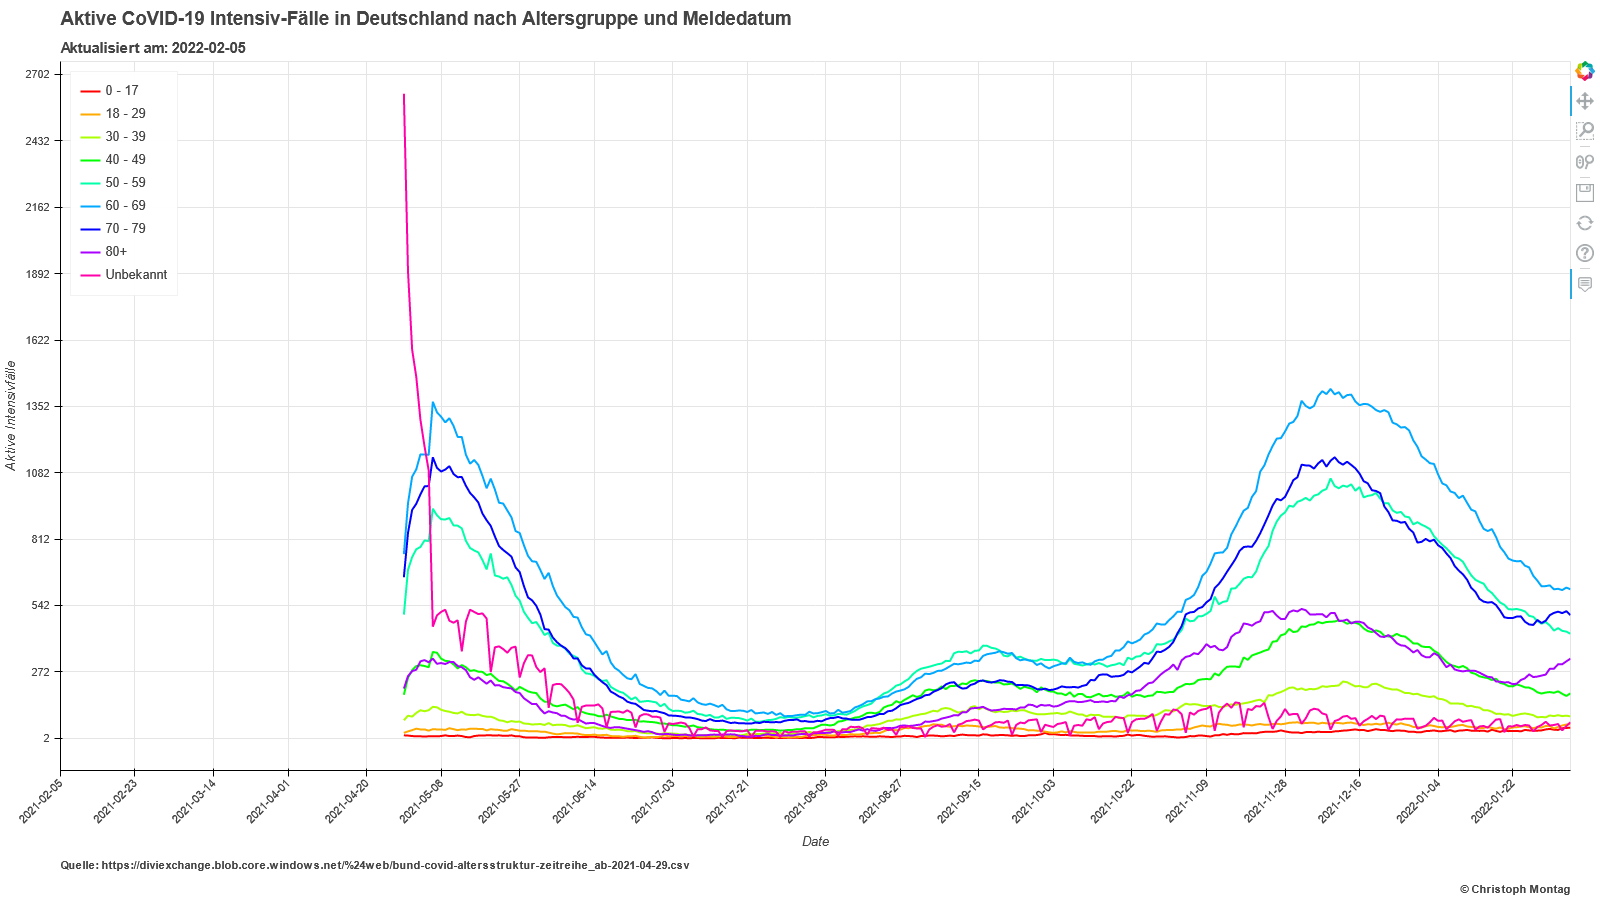 Aktive CoVID-19 Intensiv-Fälle in Deutschland nach Altersgruppe und Meldedatum
Aktualisiert am: 2022-02-05
0 - 17
18 - 29
30 - 39
40 - 49
50 - 59
60 - 69
70 - 79
80+
Unbekannt
2702
2432
2162
1892
1622
1352
1082
812
542
272
2
Aktive Intensivfälle
2021-02-05
2021-02-23
2021-03-14
2021-04-01
2021-04-20
2021-05-08
2021-05-27
2021-06-14
2021-07-03
2021-07-21
2021-08-09
2021-08-27
2021-09-15
2021-10-03
2021-10-22
2021-11-09
2021-11-28
2021-12-16
2022-01-04
2022-01-22
Date
Quelle: https://diviexchange.blob.core.windows.net/%24web/bund-covid-altersstruktur-zeitreihe_ab-2021-04-29.csv
© Christoph Montag